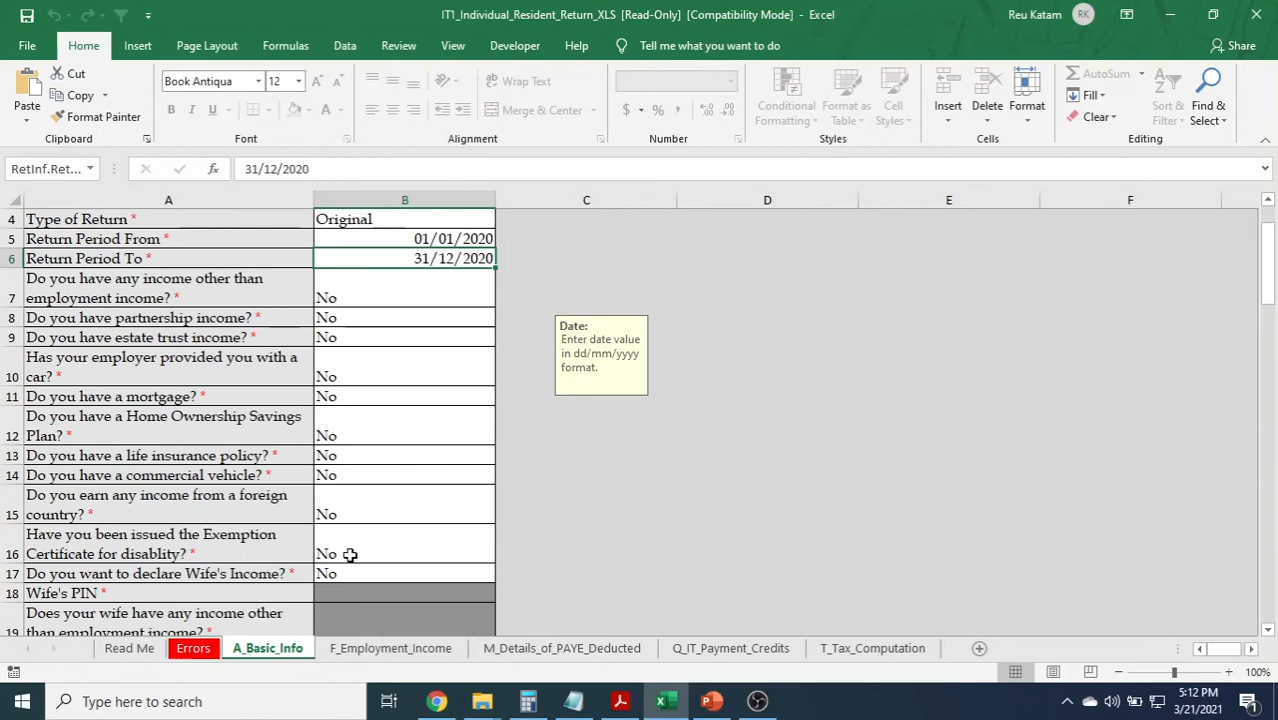 IT1_Individual_Resident_Return_XLS [Read-Only] [Compatibility Mode] - Excel
Reu Katam
RK
File
Home
Insert
Page Layout
Formulas
Data
Review
View
Developer
Help
Tell me what you want to do
Share
Paste
Cut
Copy
Format Painter
Clipboard
Book Antiqua
12
A
A
B
I
U
A
Font
Wrap Text
Merge & Center
Alignment
$
%
Number
Conditional
Formatting
Format as
Table
Cell
Styles
Styles
Insert
Delete
Format
Cells
AutoSum
Fill
Clear
Sort &
Filter
Find &
Select
Editing
RetInf.Ret...
fx
31/12/2020
A B C D E F
4 Type of Return * Original
5 Return Period From * 01/01/2020
6 Return Period To * 31/12/2020
Do you have any income other than
7 employment income? * No
8 Do you have partnership income? * No
9 Do you have estate trust income? * No
Has your employer provided you with a
10 car? * No
11 Do you have a mortgage? * No
Do you have a Home Ownership Savings
12 Plan? * No
13 Do you have a life insurance policy? * No
14 Do you have a commercial vehicle? * No
Do you earn any income from a foreign
15 country? * No
Have you been issued the Exemption
16 Certificate for disablity? * No
17 Do you want to declare Wife's Income? * No
18 Wife's PIN *
Does your wife have any income other
19 than employment income? *
Date:
Enter date value
in dd/mm/yyyy
format.
Read Me
Errors
A_Basic_Info
F_Employment_Income
M_Details_of_PAYE_Deducted
Q_IT_Payment_Credits
T_Tax_Computation
100%
Type here to search
5:12 PM
3/21/2021
1